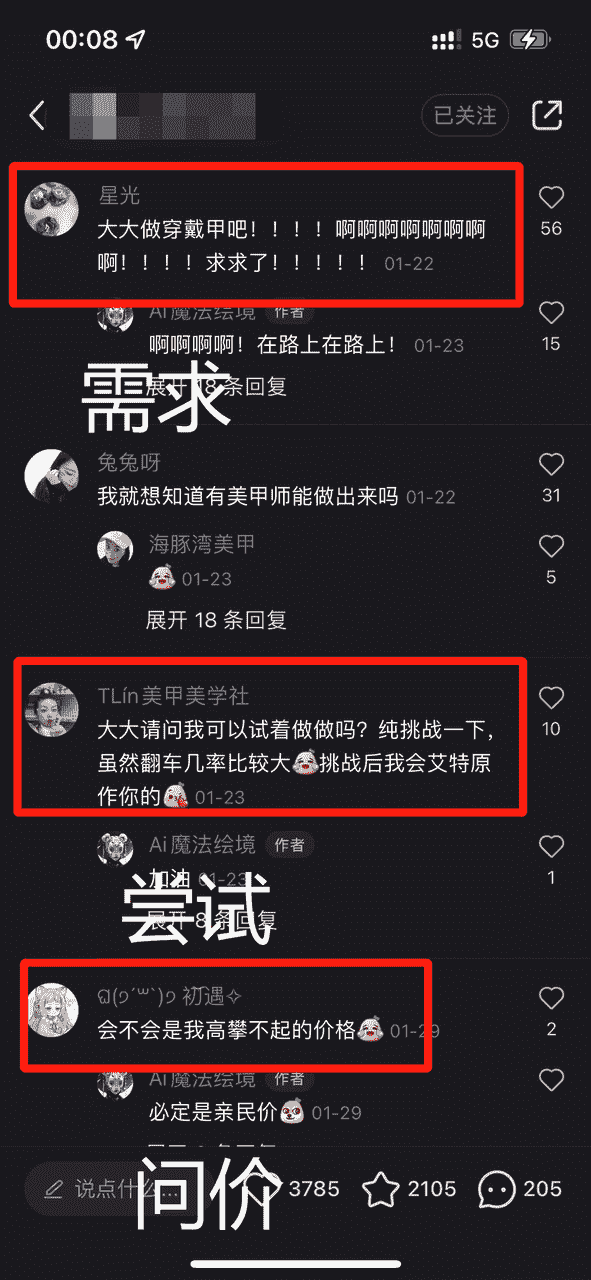 00:08
5G
已关注
星光
大大做穿戴甲吧！！！！啊啊啊啊啊啊啊
啊！！！！求求了！！！！！ 01-22
56
Ai魔法绘境 作者
啊啊啊啊！在路上在路上！ 01-23
15
展开 18 条回复
需求
兔兔呀
我就想知道有美甲师能做出来吗 01-22
31
海豚湾美甲
01-23
5
展开 18 条回复
TLín美甲美学社
大大请问我可以试着做做吗？纯挑战一下，
虽然翻车几率比较大挑战后我会艾特原
作你的 01-23
10
Ai魔法绘境 作者
加油 01-23
1
展开 8 条回复
尝试
初遇✧
会不会是我高攀不起的价格 01-29
2
Ai魔法绘境 作者
必定是亲民价 01-29
说点什么...
3785
2105
205
问价